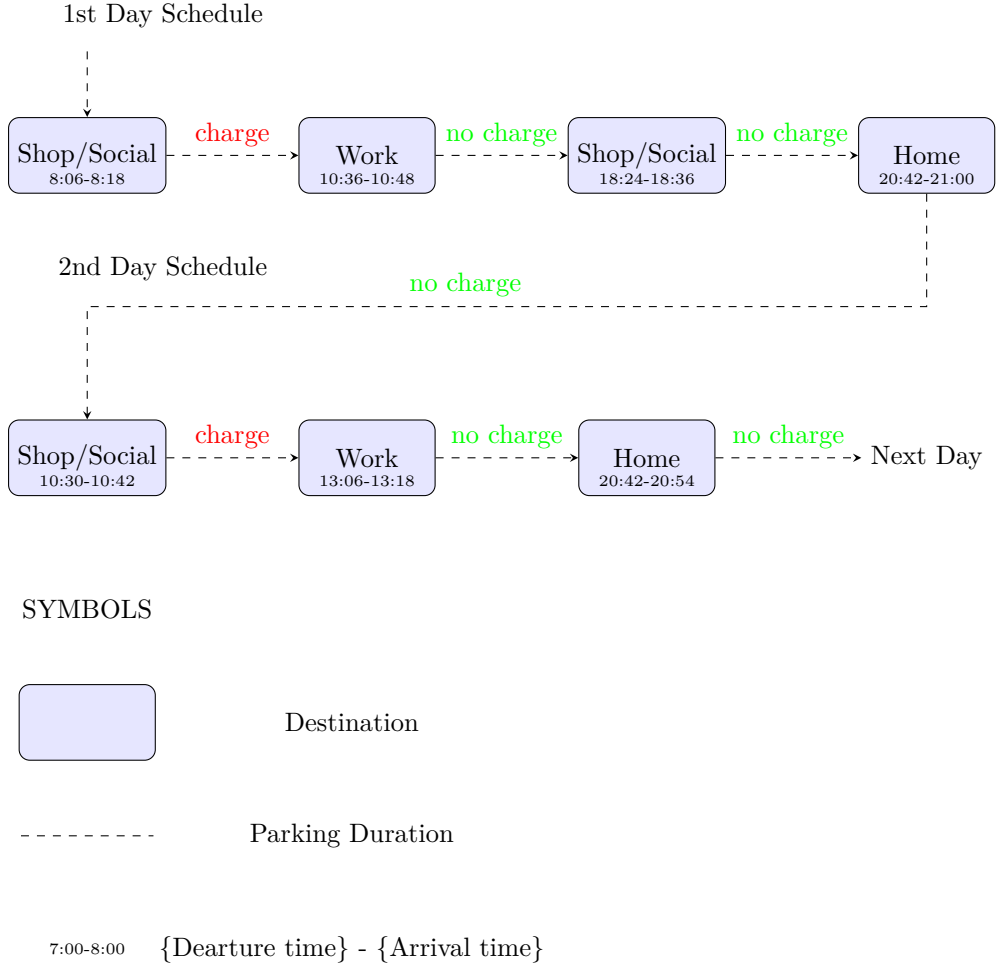 1st Day Schedule
charge
no charge
no charge
Shop/Social
8:06-8:18
Work
10:36-10:48
Shop/Social
18:24-18:36
Home
20:42-21:00
2nd Day Schedule
no charge
charge
no charge
no charge
Shop/Social
10:30-10:42
Work
13:06-13:18
Home
20:42-20:54
Next Day
SYMBOLS
Destination
Parking Duration
7:00-8:00 {Dearture time} - {Arrival time}